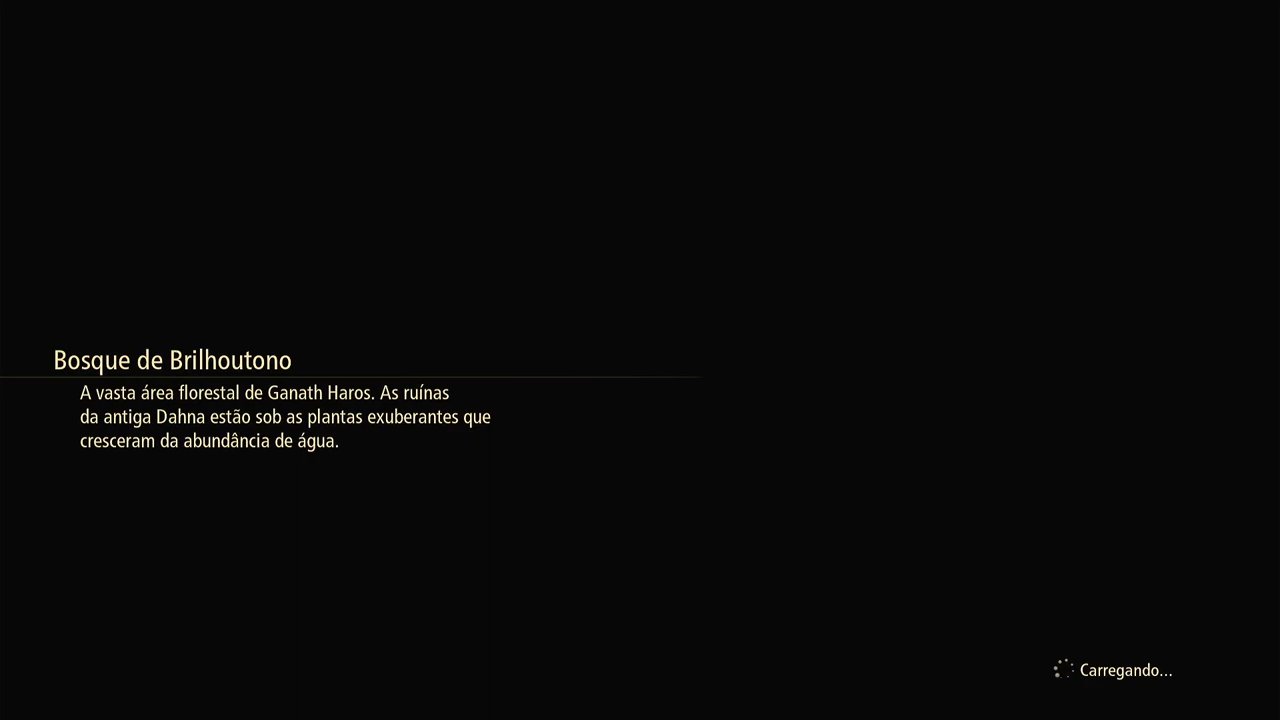 Bosque de Brilhoutono
A vasta área florestal de Ganath Haros. As ruínas
da antiga Dahna estão sob as plantas exuberantes que
cresceram da abundância de água.
Carregando...